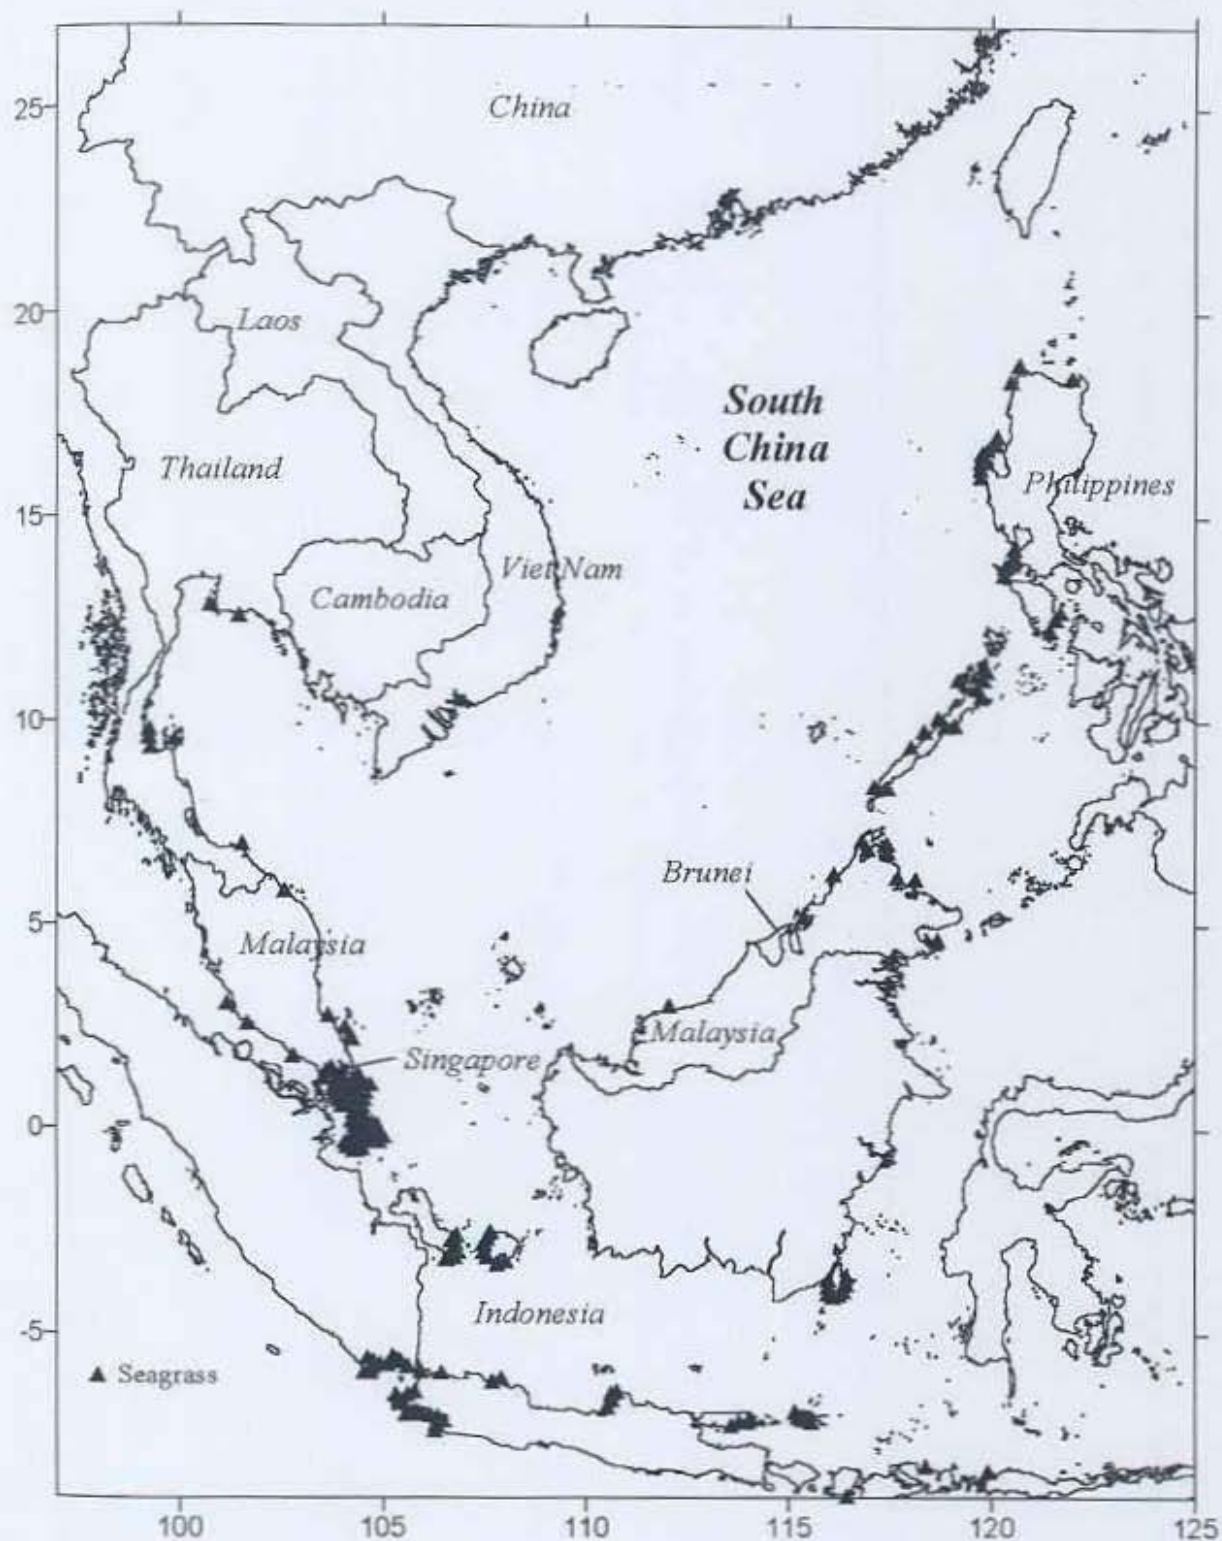 25
China
20
Laos
South
China
Sea
Thailand
Philippines
15
Viet Nam
Cambodia
10
Brunei
5
Malaysia
Malaysia
Singapore
0
Indonesia
-5
Seagrass
100 105 110 115 120 125